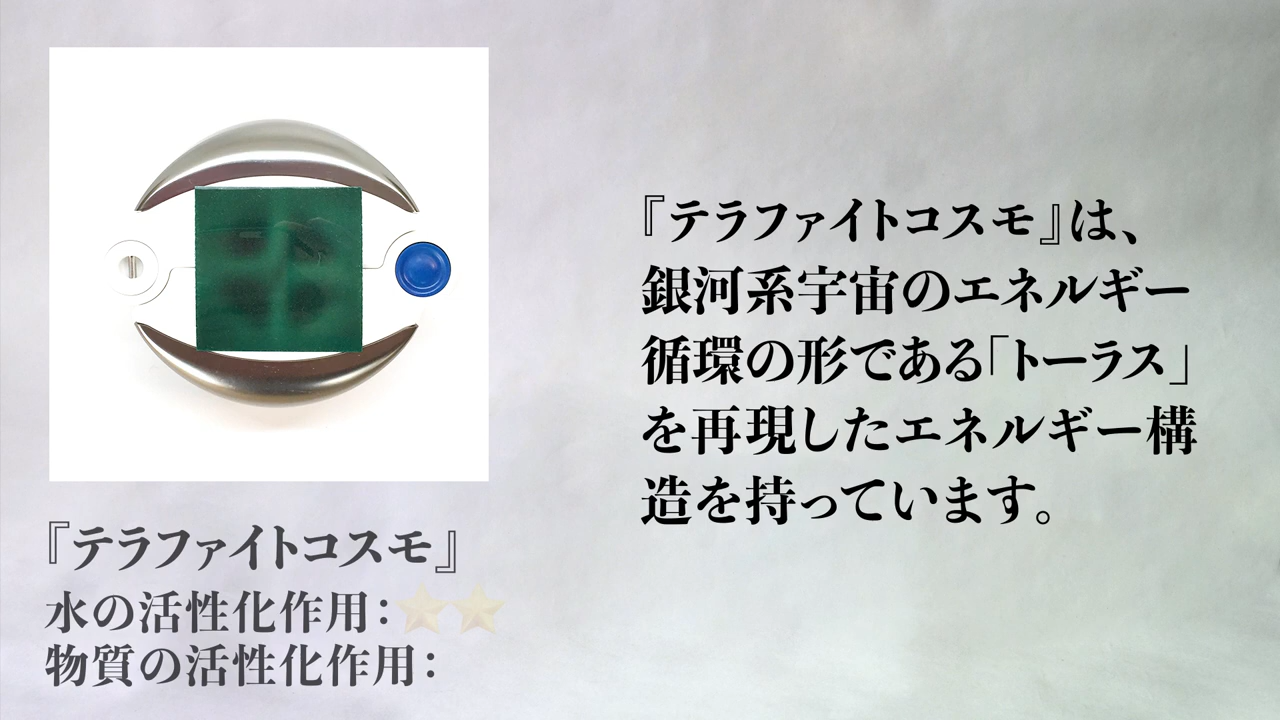 『テラファイトコスモ』は、
銀河系宇宙のエネルギー
循環の形である「トーラス」
を再現したエネルギー構
造を持っています。
『テラファイトコスモ』
水の活性化作用：⭐⭐
物質の活性化作用：